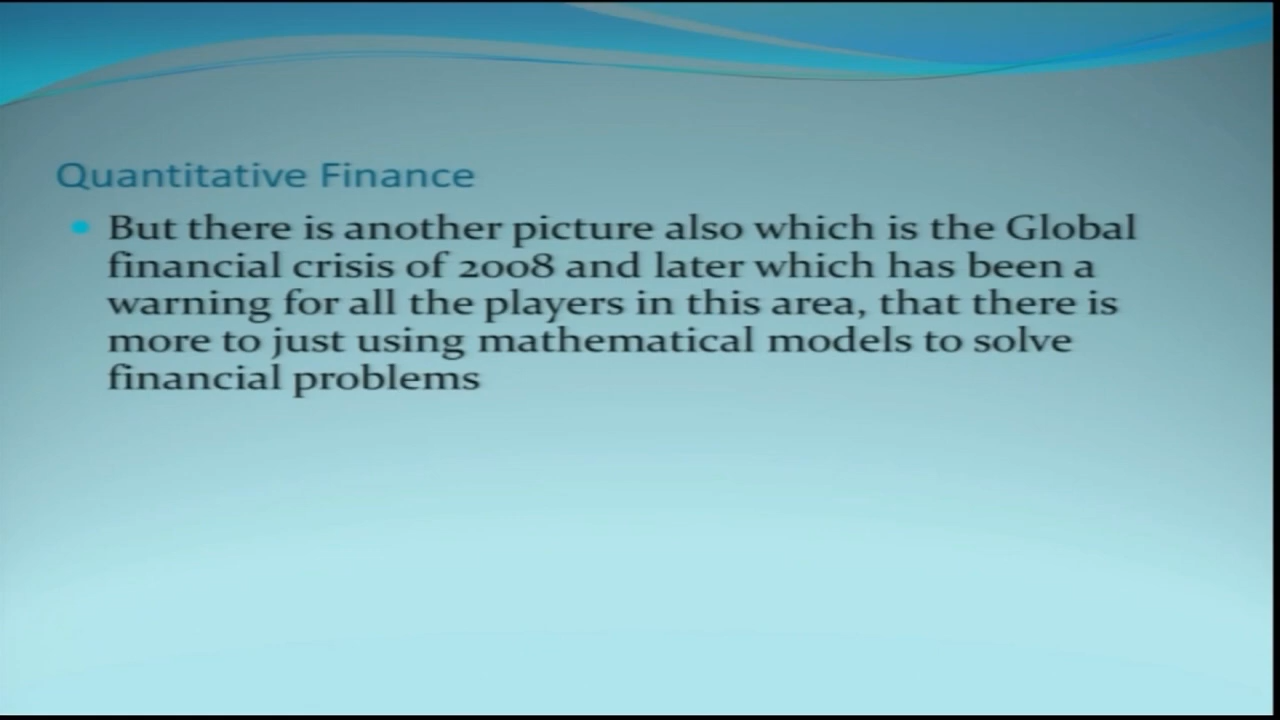 Quantitative Finance
But there is another picture also which is the Global
financial crisis of 2008 and later which has been a
warning for all the players in this area, that there is
more to just using mathematical models to solve
financial problems